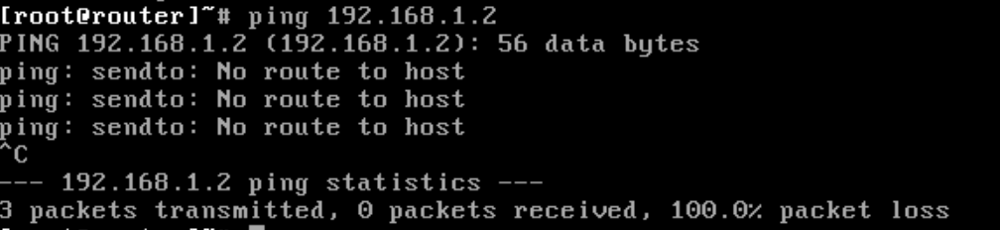 [root@router]~# ping 192.168.1.2
PING 192.168.1.2 (192.168.1.2): 56 data bytes
ping: sendto: No route to host
ping: sendto: No route to host
ping: sendto: No route to host
^C
--- 192.168.1.2 ping statistics ---
3 packets transmitted, 0 packets received, 100.0% packet loss